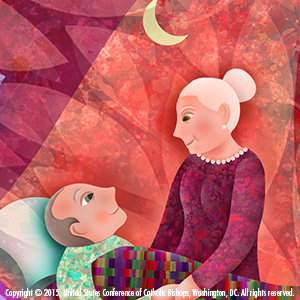 Copyright © 2015, United States Conference of Catholic Bishops, Washington, DC. All rights reserved.